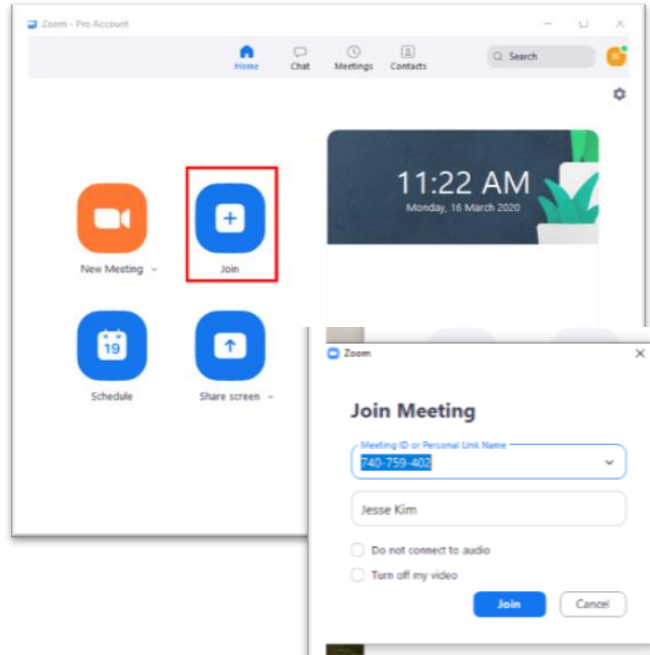 Zoom - Pro Account
Home Chat Meetings Contacts Search
11:22 AM
Monday, 16 March 2020
New Meeting Join
19
Schedule Share screen
Zoom
Join Meeting
Meeting ID or Personal Link Name
740-759-402
Jesse Kim
Do not connect to audio
Turn off my video
Join Cancel